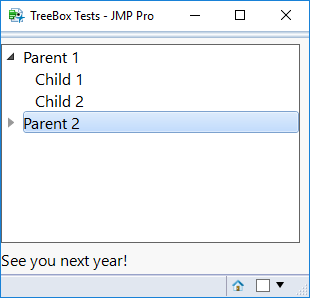 TreeBox Tests - JMP Pro
Parent 1
Child 1
Child 2
Parent 2
See you next year!